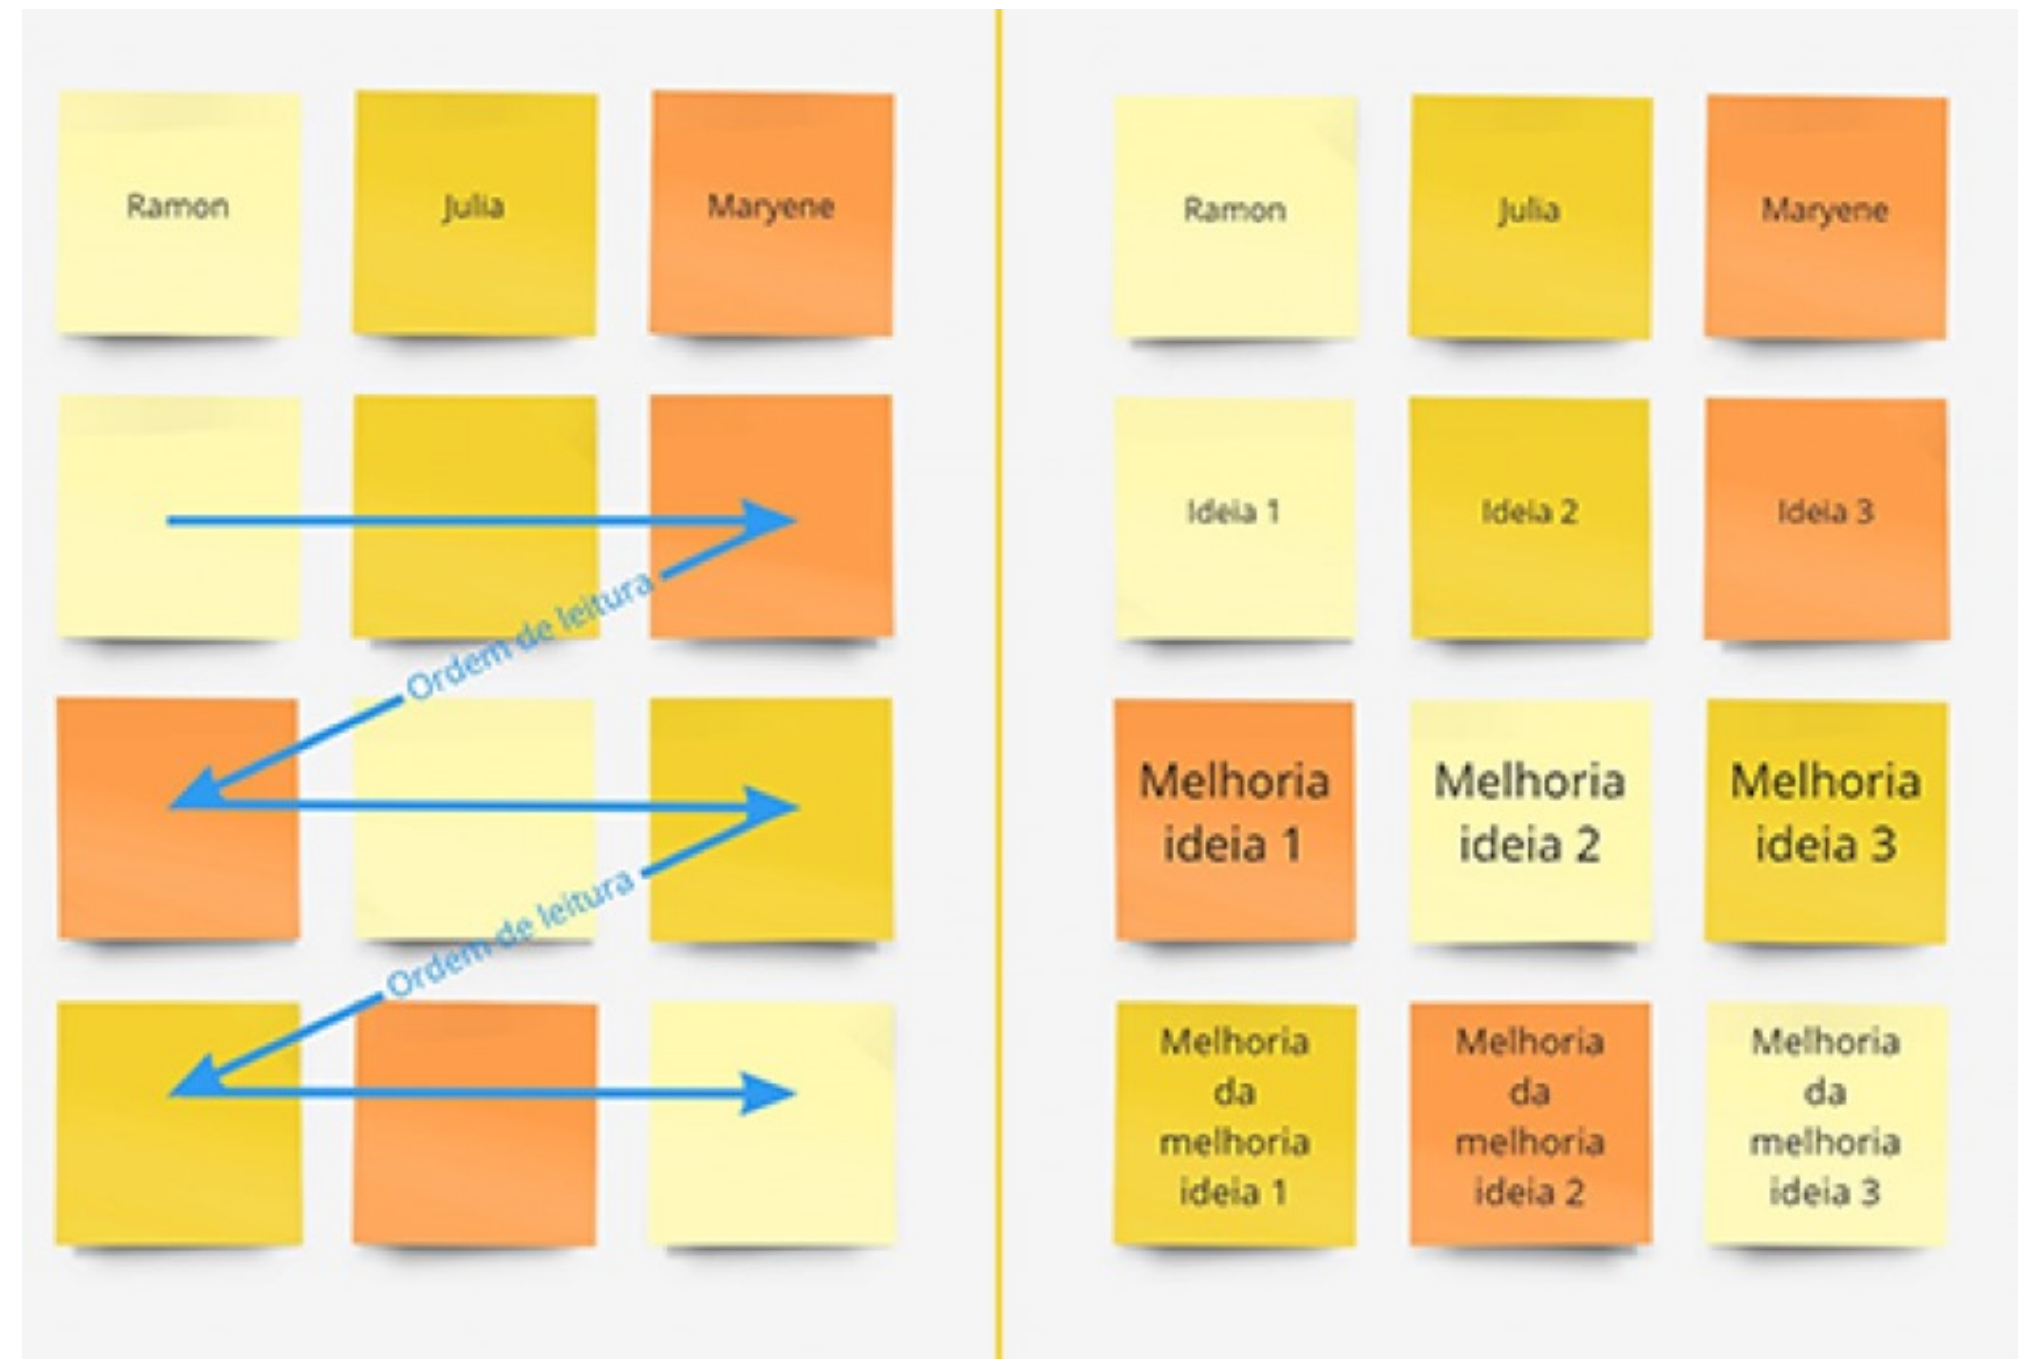 Ramon
Julia
Maryene
Ordem de leitura
Ordem de leitura
Ramon
Julia
Maryene
Ideia 1
Ideia 2
Ideia 3
Melhoria
ideia 1
Melhoria
ideia 2
Melhoria
ideia 3
Melhoria
da
melhoria
ideia 1
Melhoria
da
melhoria
ideia 2
Melhoria
da
melhoria
ideia 3